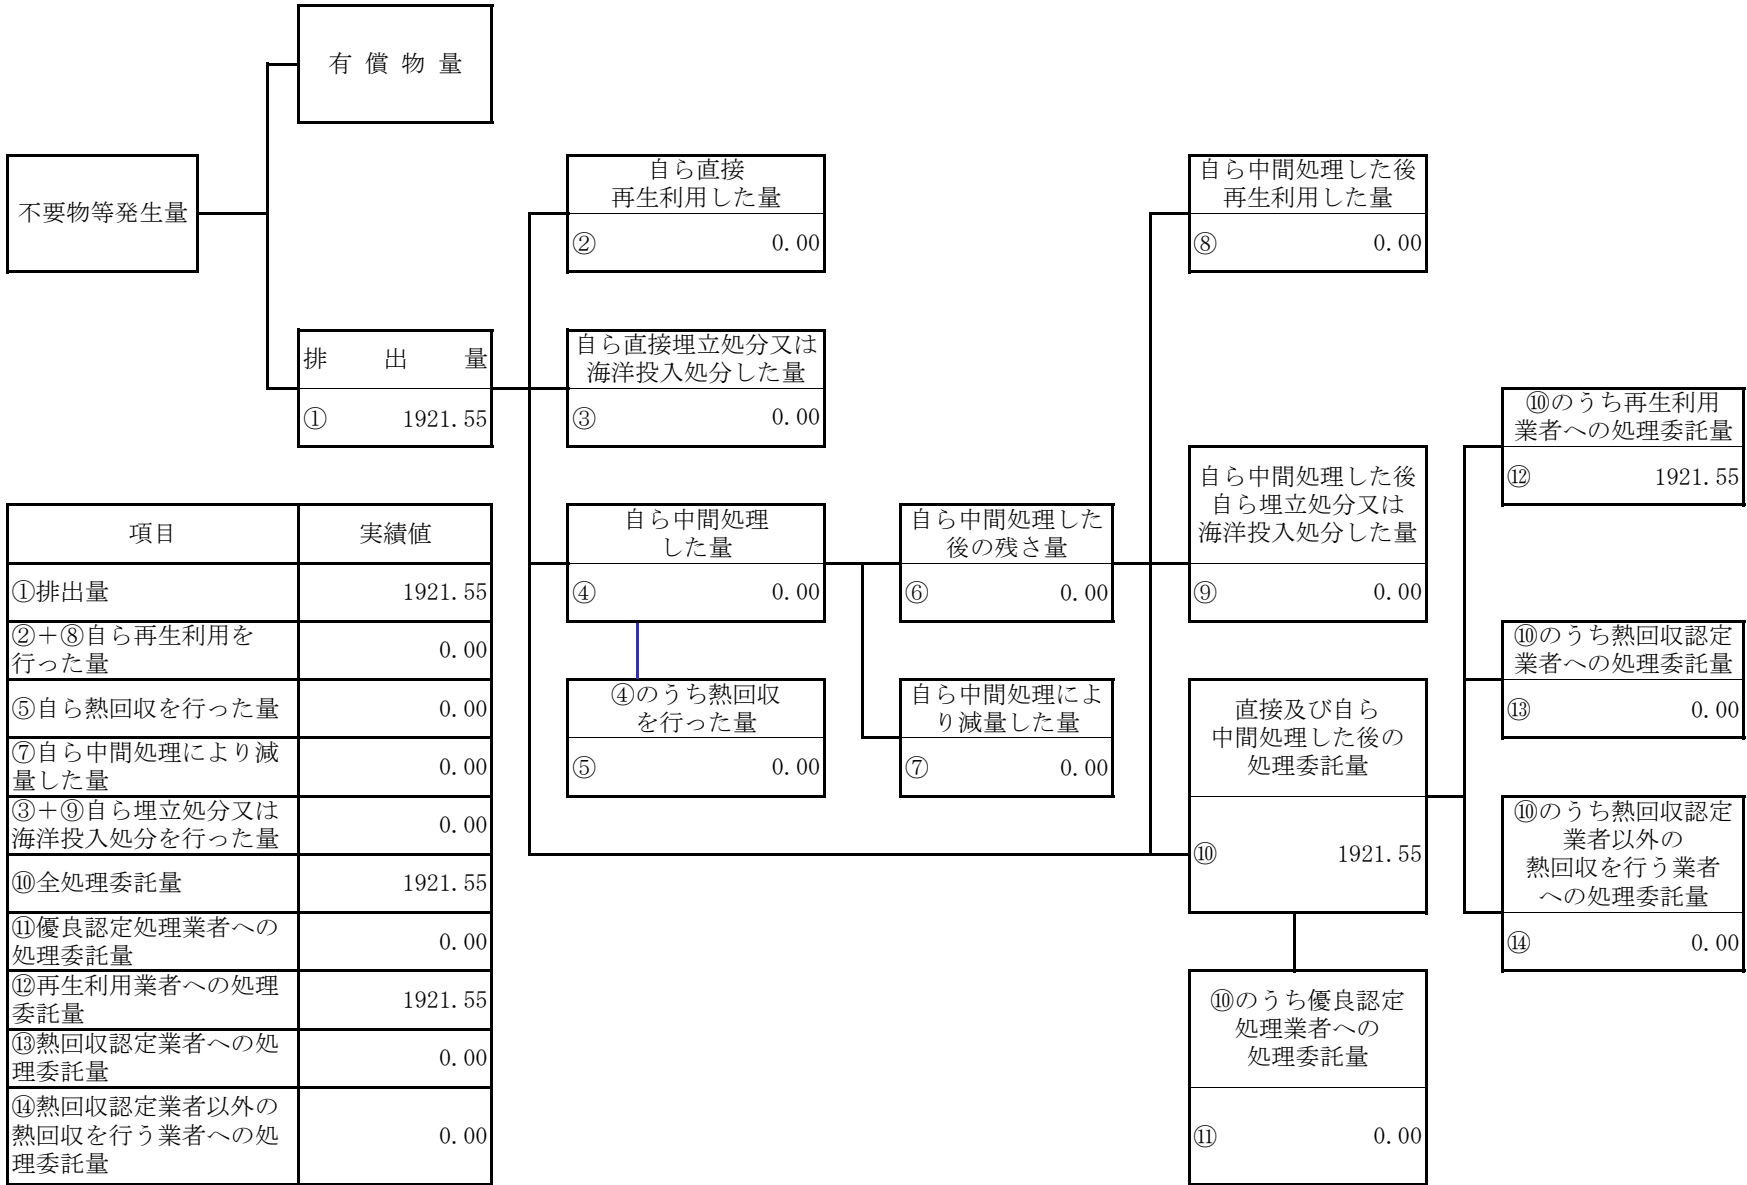 有償物量
不要物等発生量
自ら直接
再生利用した量
② 0.00
自ら中間処理した後
再生利用した量
⑧ 0.00
排出量
① 1921.55
自ら直接埋立処分又は
海洋投入処分した量
③ 0.00
⑩のうち再生利用
業者への処理委託量
⑫ 1921.55
自ら中間処理した後
自ら埋立処分又は
海洋投入処分した量
⑨ 0.00
自ら中間処理
した量
④ 0.00
自ら中間処理した
後の残さ量
⑥ 0.00
⑩のうち熱回収認定
業者への処理委託量
⑬ 0.00
④のうち熱回収
を行った量
⑤ 0.00
自ら中間処理によ
り減量した量
⑦ 0.00
直接及び自ら
中間処理した後の
処理委託量
⑩ 1921.55
⑩のうち熱回収認定
業者以外の
熱回収を行う業者
への処理委託量
⑭ 0.00
⑩のうち優良認定
処理業者への
処理委託量
⑪ 0.00
項目 実績値
①排出量 1921.55
②＋⑧自ら再生利用を
行った量 0.00
⑤自ら熱回収を行った量 0.00
⑦自ら中間処理により減
量した量 0.00
③＋⑨自ら埋立処分又は
海洋投入処分を行った量 0.00
⑩全処理委託量 1921.55
⑪優良認定処理業者への
処理委託量 0.00
⑫再生利用業者への処理
委託量 1921.55
⑬熱回収認定業者への処
理委託量 0.00
⑭熱回収認定業者以外の
熱回収を行う業者への処
理委託量 0.00